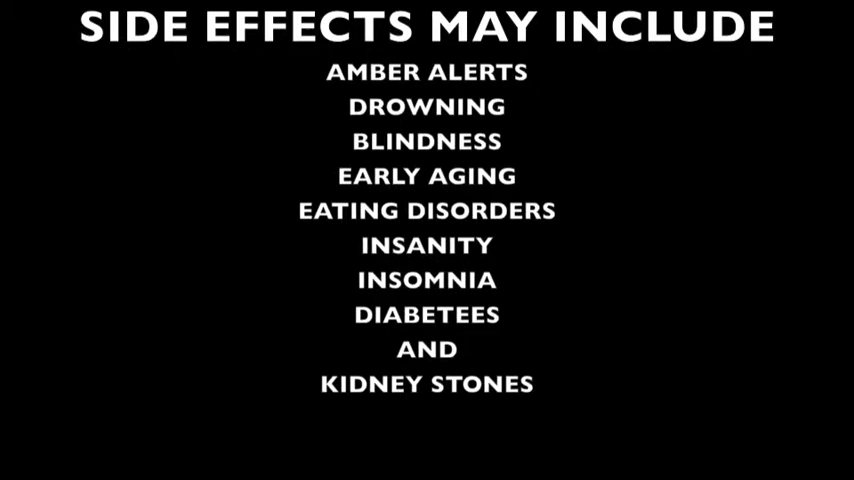 SIDE EFFECTS MAY INCLUDE
AMBER ALERTS
DROWNING
BLINDNESS
EARLY AGING
EATING DISORDERS
INSANITY
INSOMNIA
DIABETEES
AND
KIDNEY STONES